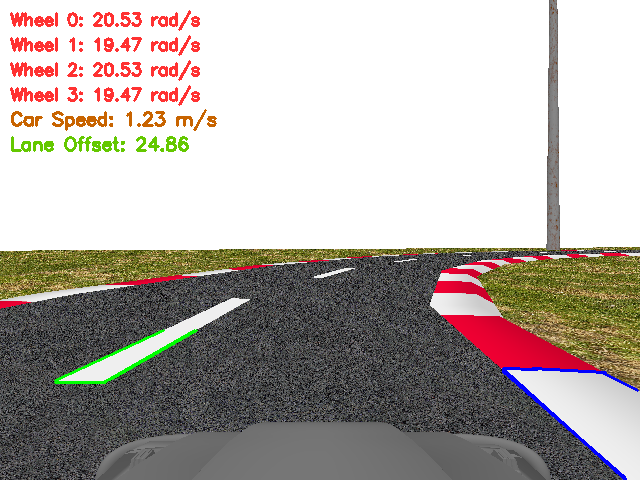 Wheel 0: 20.53 rad/s
Wheel 1: 19.47 rad/s
Wheel 2: 20.53 rad/s
Wheel 3: 19.47 rad/s
Car Speed: 1.23 m/s
Lane Offset: 24.86